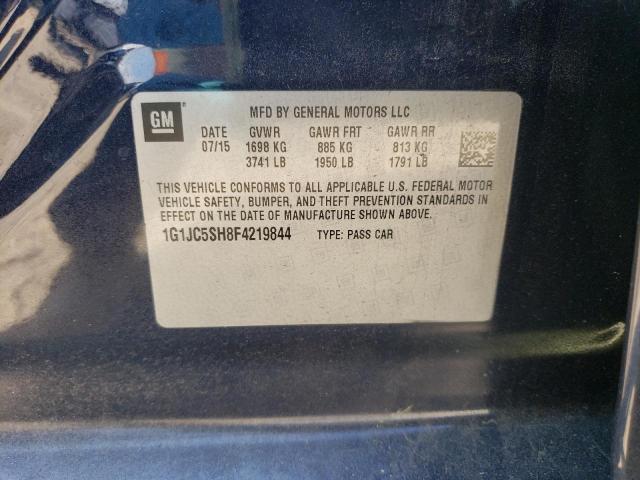 GM
MFD BY GENERAL MOTORS LLC
DATE GVWR GAWR FRT GAWR RR
07/15 1698 KG 885 KG 813 KG
3741 LB 1950 LB 1791 LB
THIS VEHICLE CONFORMS TO ALL APPLICABLE U.S. FEDERAL MOTOR
VEHICLE SAFETY, BUMPER, AND THEFT PREVENTION STANDARDS IN
EFFECT ON THE DATE OF MANUFACTURE SHOWN ABOVE.
1G1JC5SH8F4219844 TYPE: PASS CAR